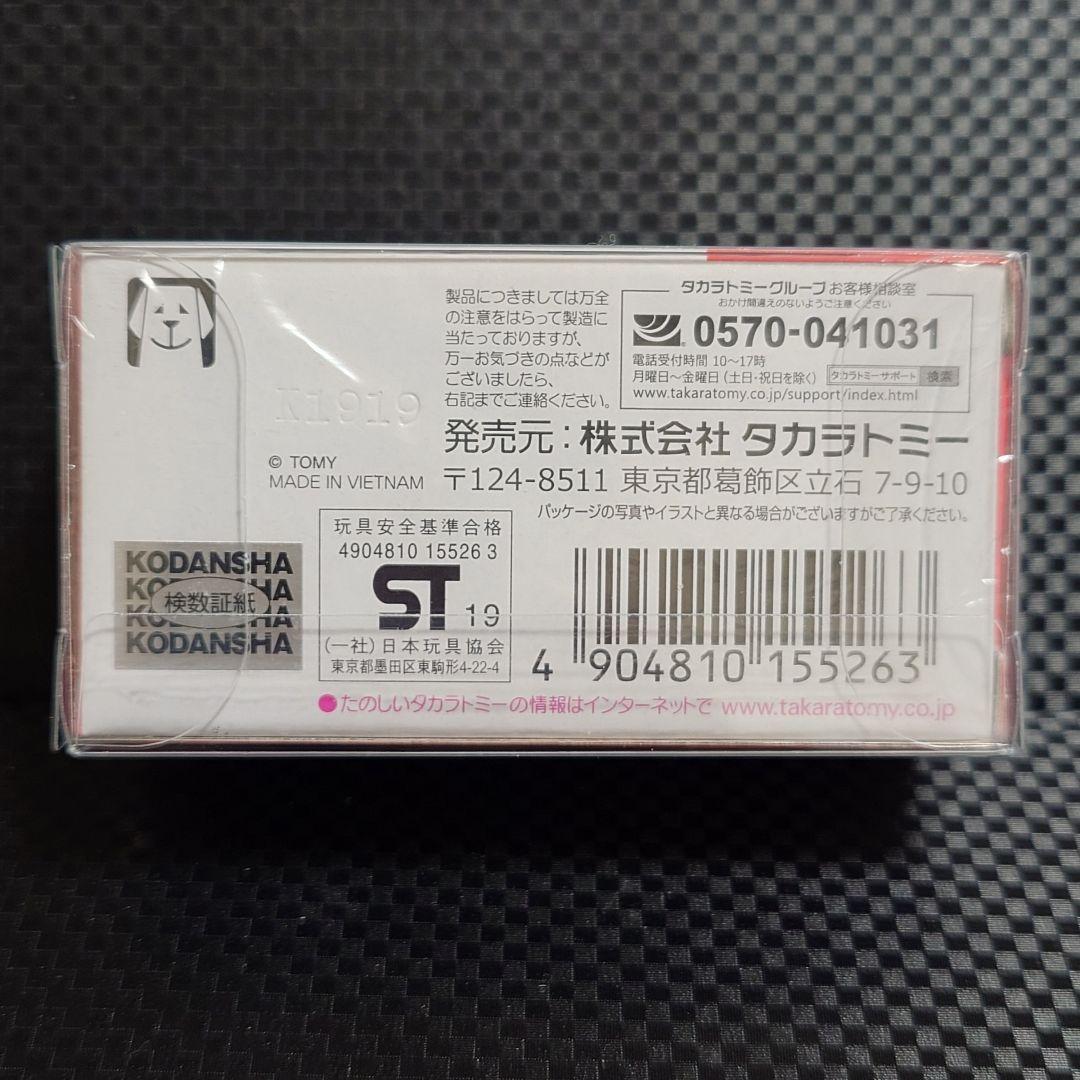 製品につきましては万全
の注意をはらって製造に
当たっておりますが、
万一お気づきの点などが
ございましたら、
右記までご連絡ください。
タカラトミーグループ お客様相談室
おかけ間違えのないようご注意ください
0570-041031
電話受付時間 10〜17時
月曜日〜金曜日 (土日・祝日を除く) タカラトミーサポート 検索
www.takaratomy.co.jp/support/index.html
K1919
発売元：株式会社 タカラトミー
© TOMY
MADE IN VIETNAM
〒124-8511 東京都葛飾区立石 7-9-10
パッケージの写真やイラストと異なる場合がございますがご了承ください。
KODANSHA
KODANSHA
検数証紙
KODANSHA
KODANSHA
玩具安全基準合格
4904810 15526 3
ST 19
(一社)日本玩具協会
東京都墨田区東駒形4-22-4
4 904810 155263
●たのしいタカラトミーの情報はインターネットで www.takaratomy.co.jp